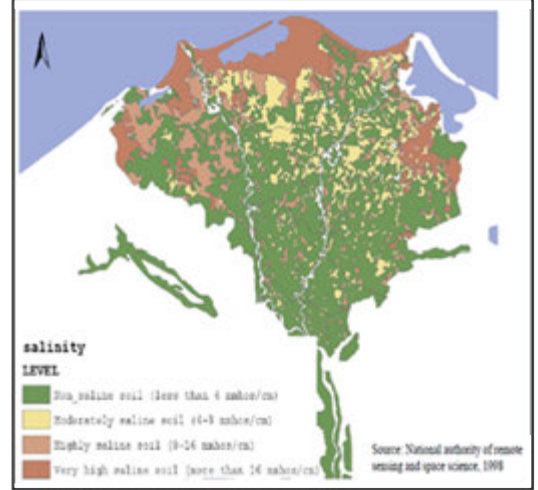 salinity
LEVEL
Non_saline soil (less than 4 mmhos/cm)
Moderately saline soil (4-8 mmhos/cm)
Highly saline soil (8-16 mmhos/cm)
Very high saline soil (more than 16 mmhos/cm)
Source: National authority of remote
sensing and space science, 1998